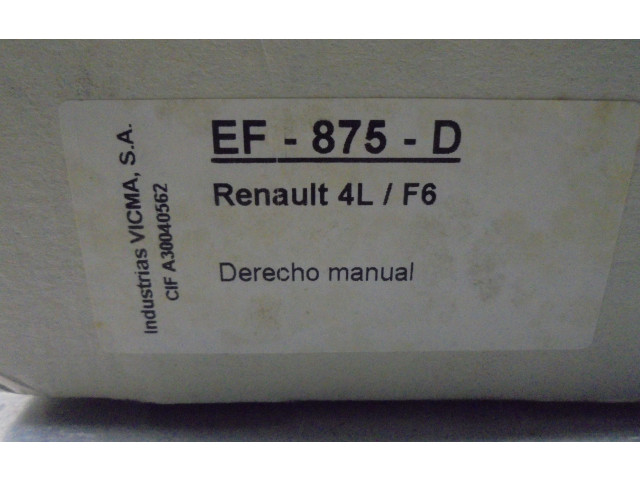 EF - 875 - D
Renault 4L / F6
Derecho manual
Industrias VICMA, S.A.
CIF A30040562